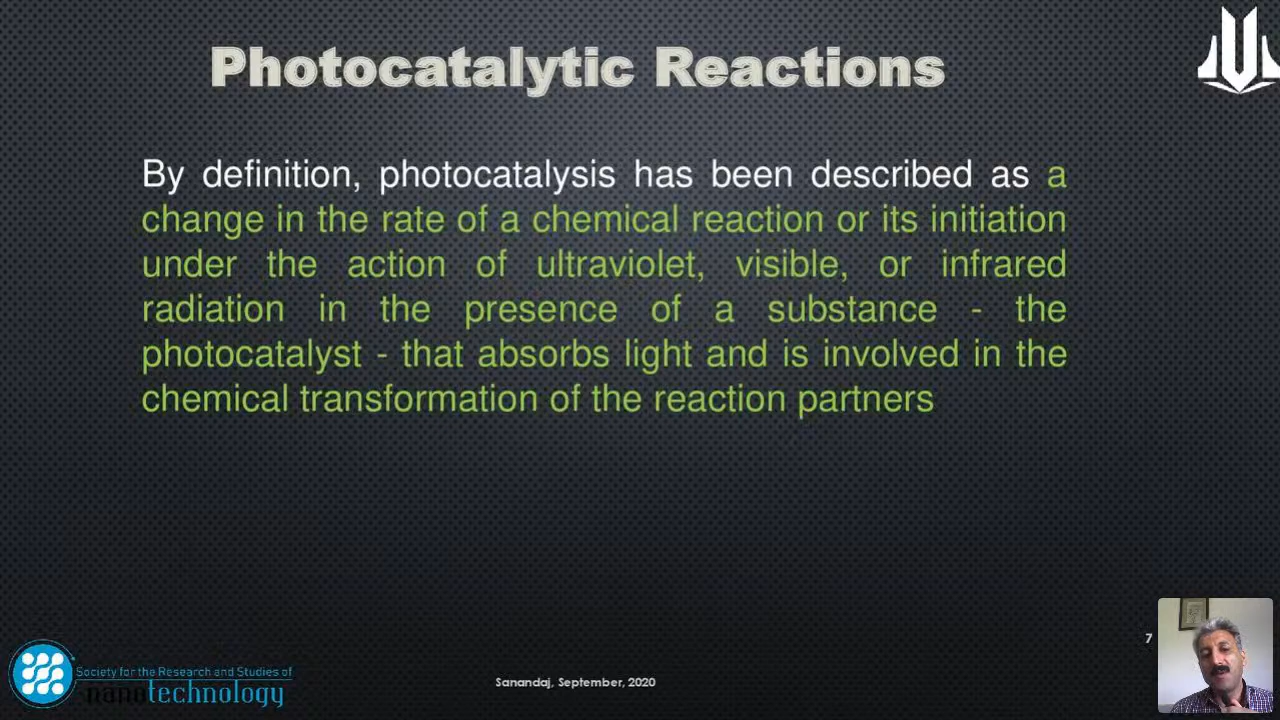 Photocatalytic Reactions
By definition, photocatalysis has been described as a
change in the rate of a chemical reaction or its initiation
under the action of ultraviolet, visible, or infrared
radiation in the presence of a substance - the
photocatalyst - that absorbs light and is involved in the
chemical transformation of the reaction partners
7
Society for the Research and Studies of
nanotechnology
Sanandaj, September, 2020